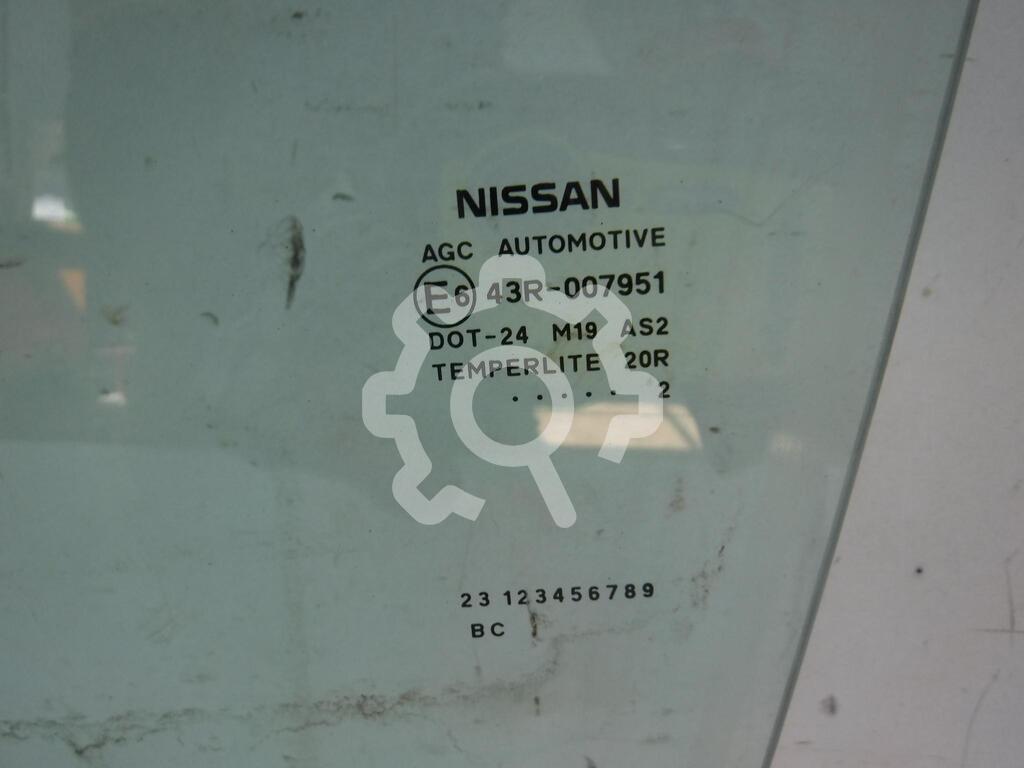 NISSAN
AGC AUTOMOTIVE
E6 43R-007951
DOT-24 M19 AS2
TEMPERLITE 20R
..... 2
23 123456789
BC